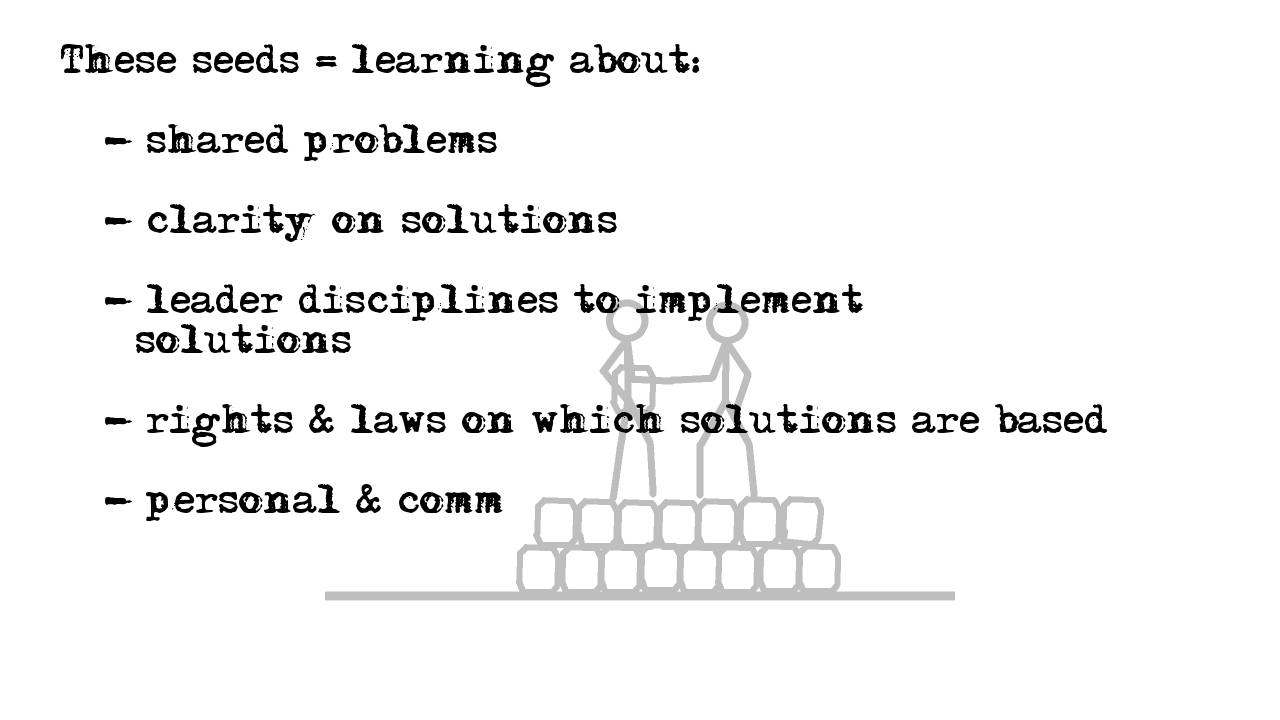 These seeds = learning about:
- shared problems
- clarity on solutions
- leader disciplines to implement
solutions
- rights & laws on which solutions are based
- personal & comm